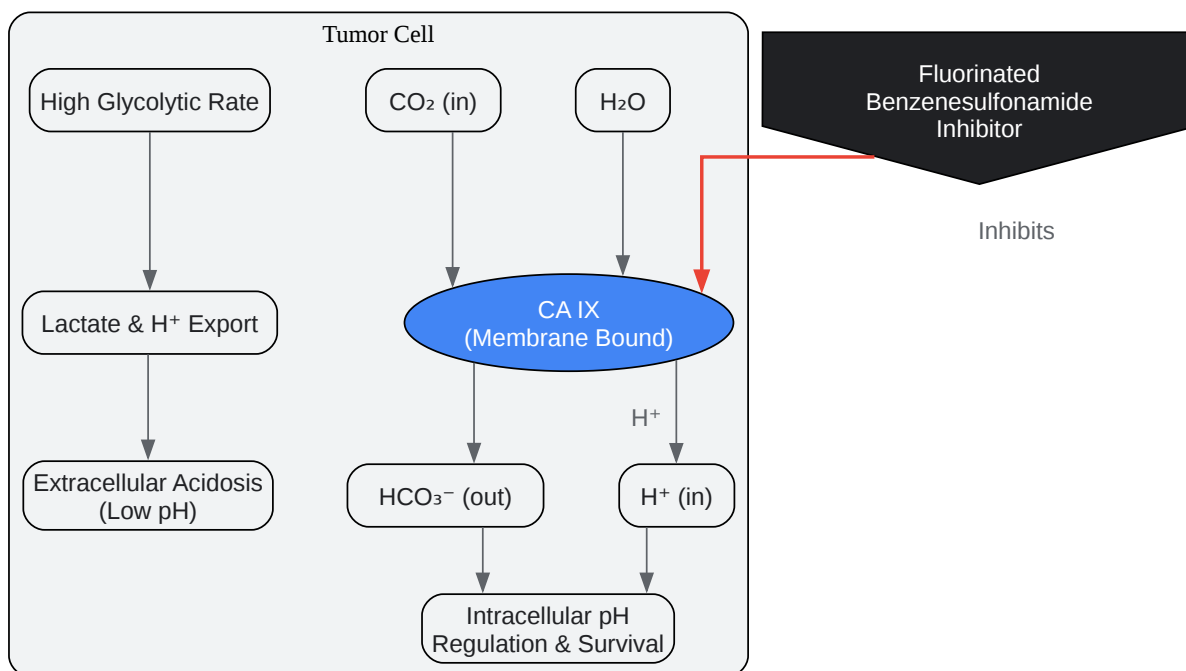 Tumor Cell
High Glycolytic Rate
CO₂ (in)
H₂O
Fluorinated
Benzenesulfonamide
Inhibitor
Inhibits
Lactate & H⁺ Export
CA IX
(Membrane Bound)
H⁺
Extracellular Acidosis
(Low pH)
HCO₃⁻ (out)
H⁺ (in)
Intracellular pH
Regulation & Survival